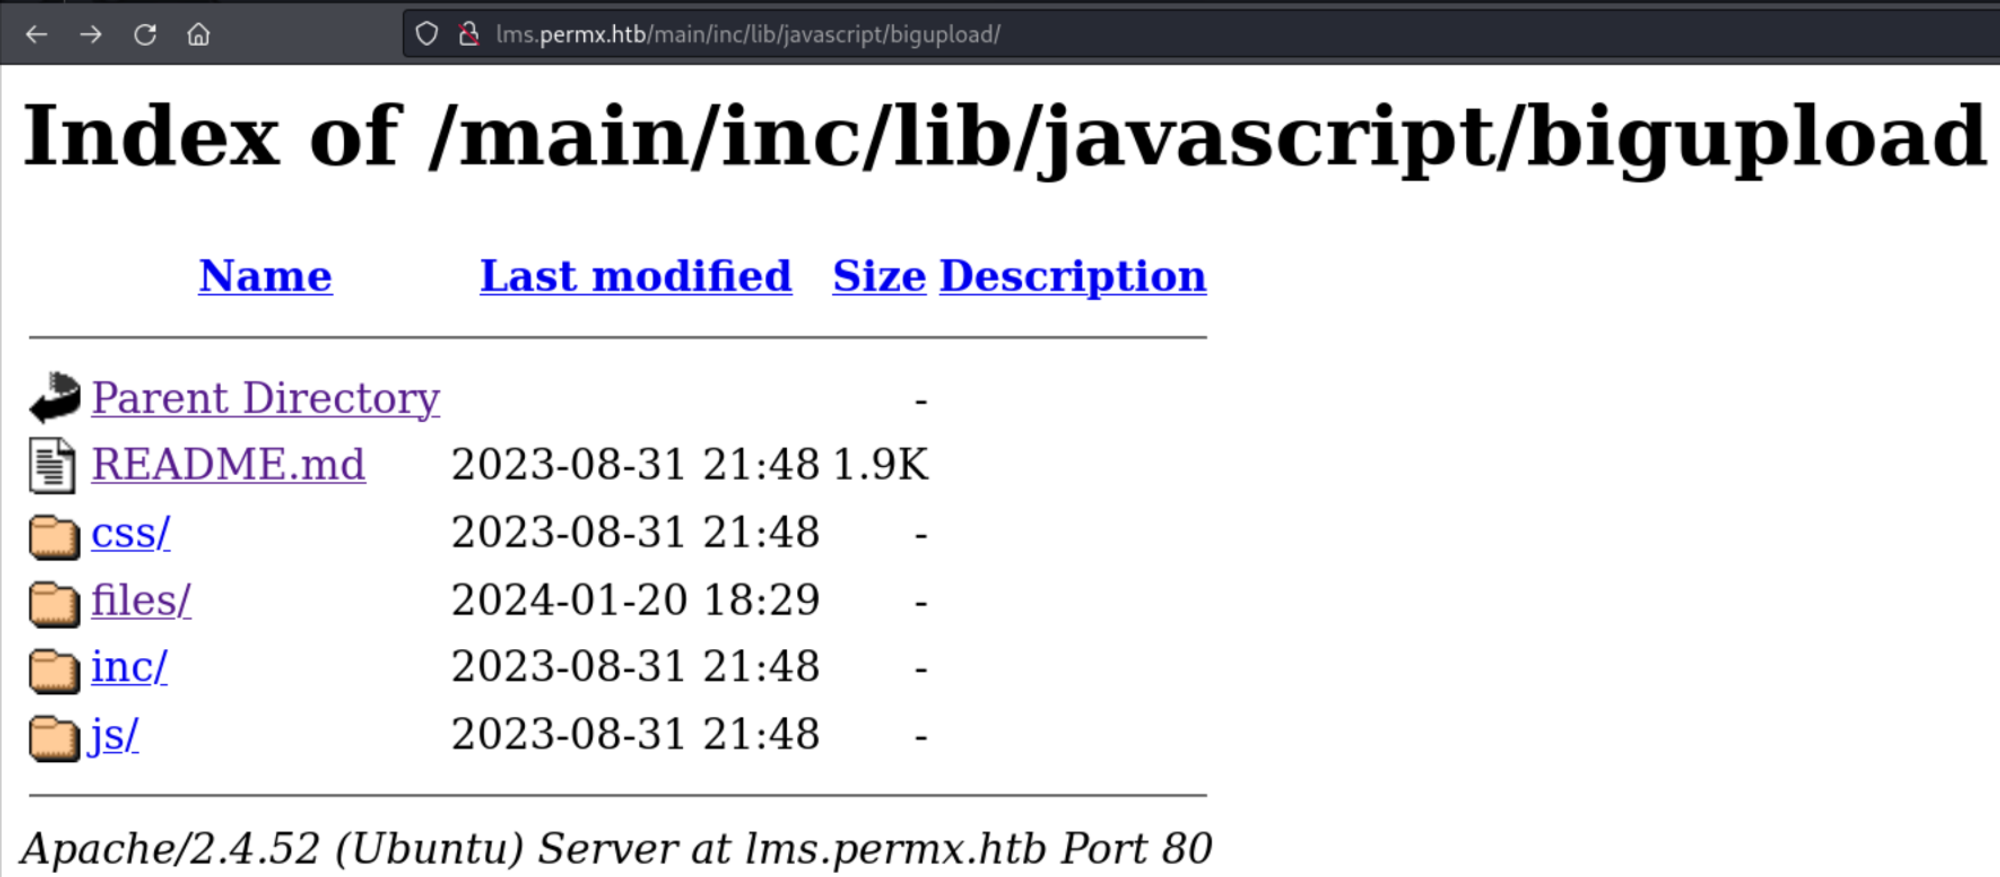 lms.permx.htb/main/inc/lib/javascript/bigupload/
Index of /main/inc/lib/javascript/bigupload
Name Last modified Size Description
Parent Directory -
README.md 2023-08-31 21:48 1.9K
css/ 2023-08-31 21:48 -
files/ 2024-01-20 18:29 -
inc/ 2023-08-31 21:48 -
js/ 2023-08-31 21:48 -
Apache/2.4.52 (Ubuntu) Server at lms.permx.htb Port 80